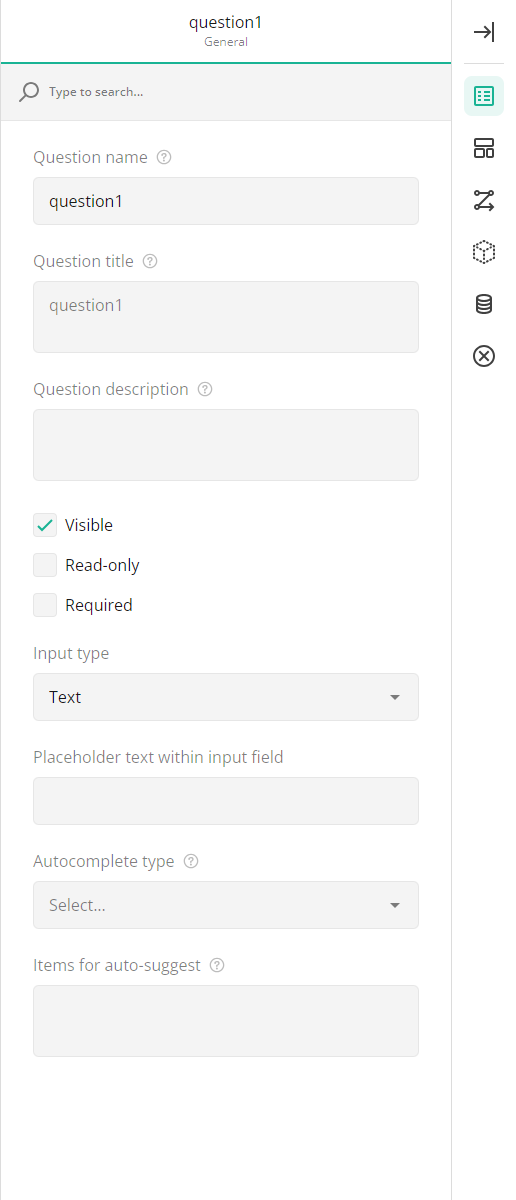 question1
General
Type to search...
Question name
question1
Question title
question1
Question description
Visible
Read-only
Required
Input type
Text
Placeholder text within input field
Autocomplete type
Select...
Items for auto-suggest